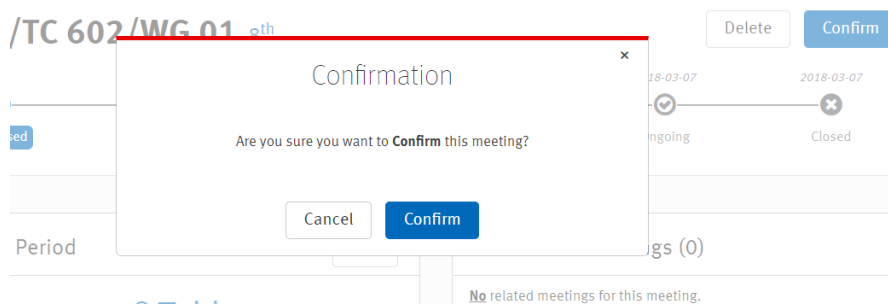 /TC 602/WG 01 8th
Delete
Confirm
×
Confirmation
18-03-07
2018-03-07
Are you sure you want to Confirm this meeting?
sed
ngoing
Closed
Cancel
Confirm
Period
gs (0)
No related meetings for this meeting.